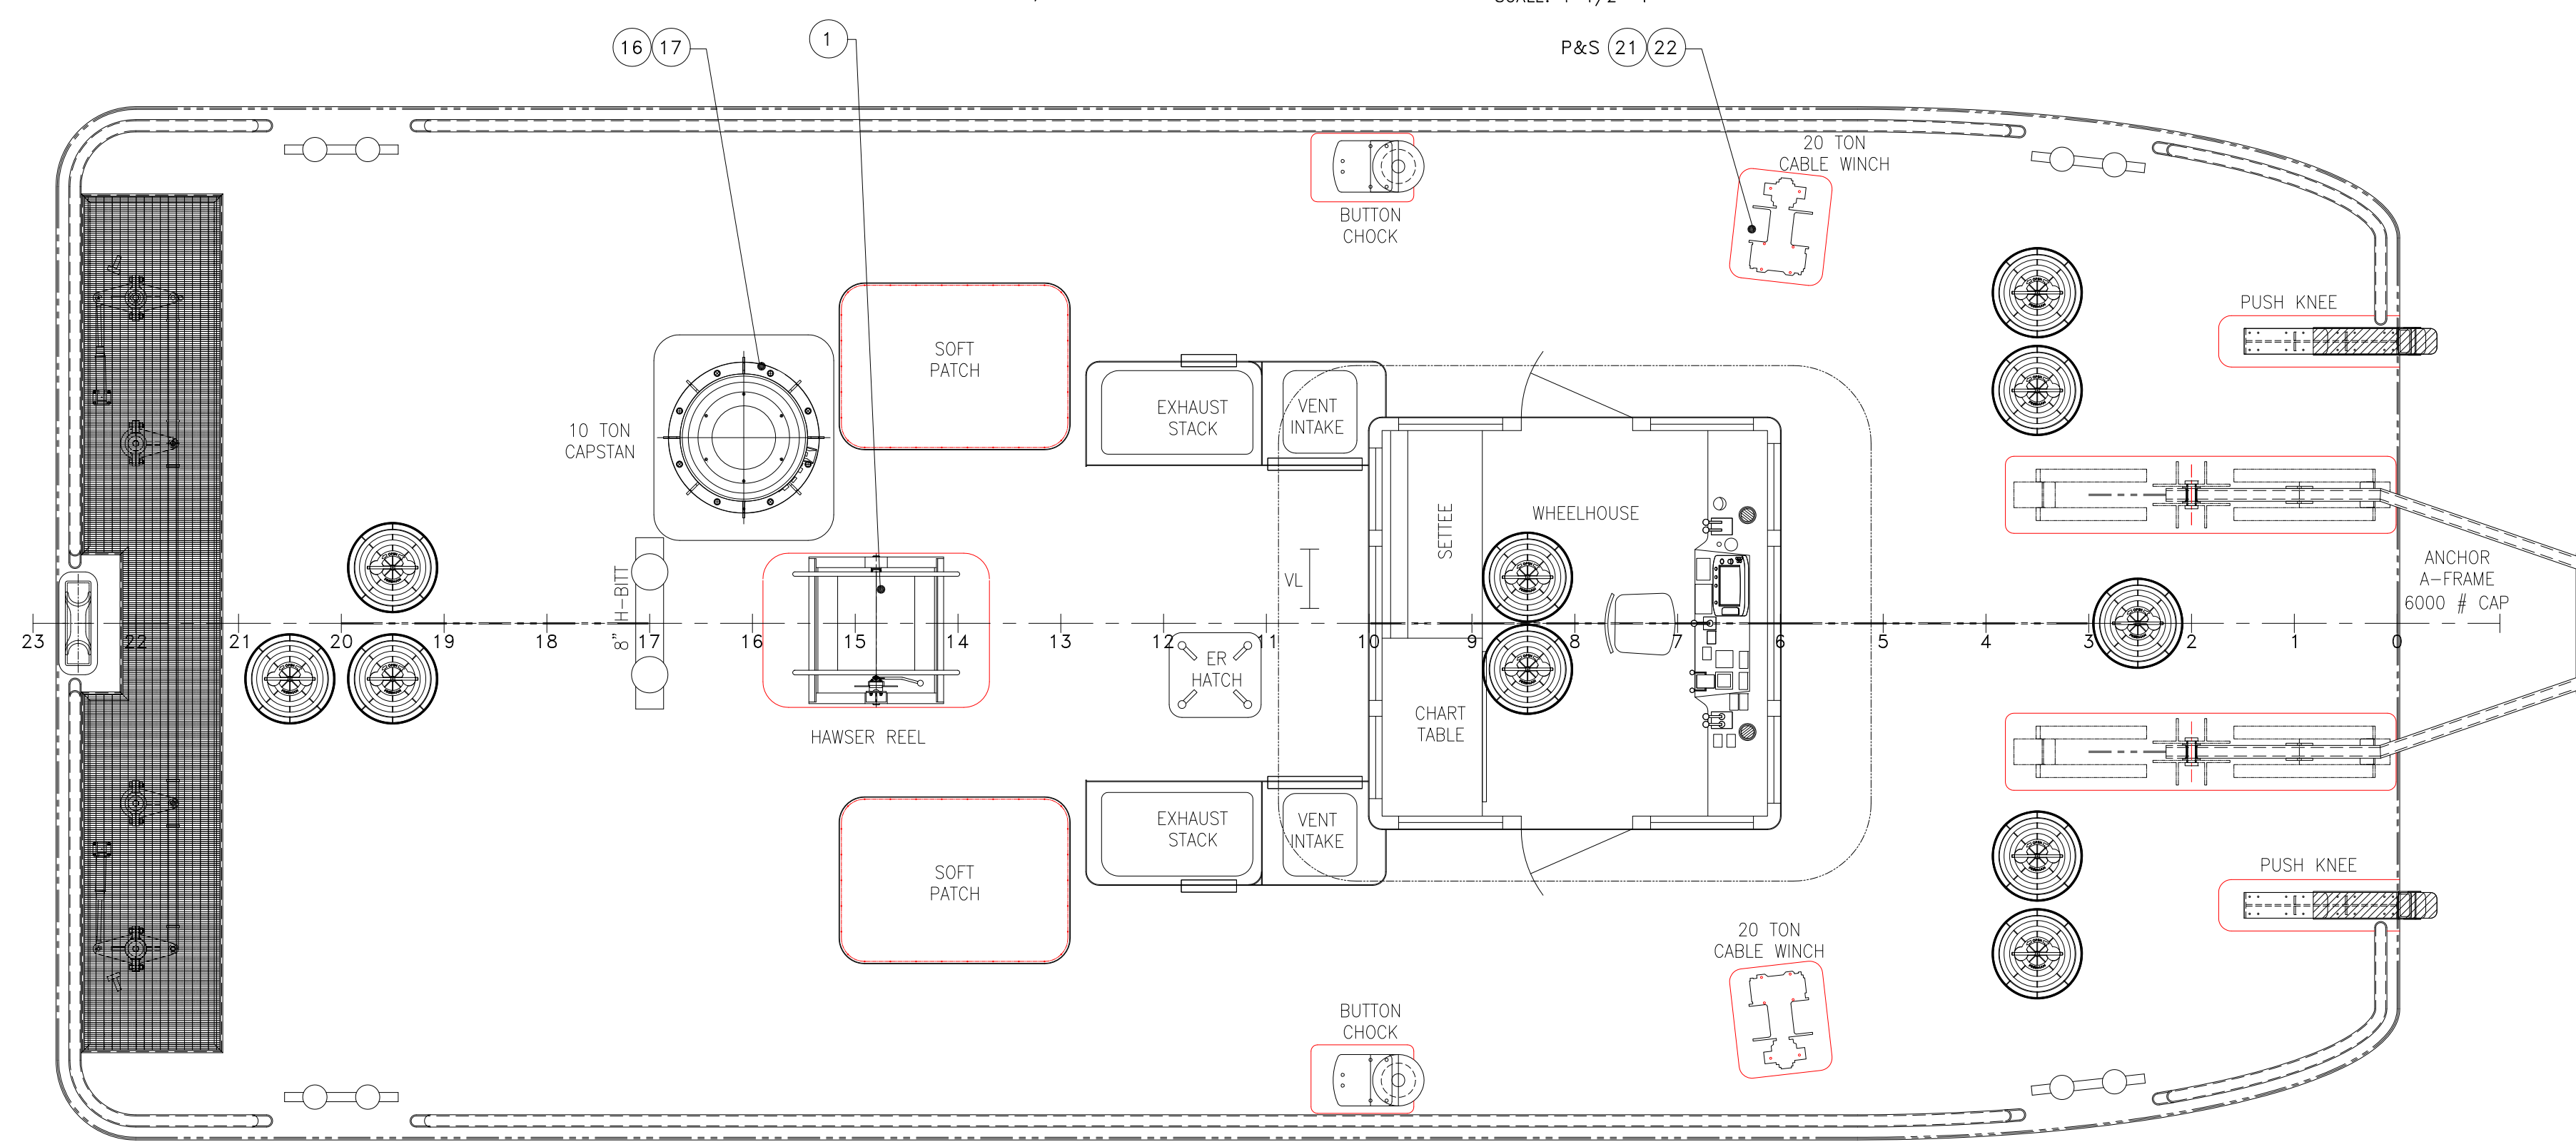 16 17
1
P&S 21 22
20 TON
CABLE WINCH
BUTTON
CHOCK
PUSH KNEE
SOFT
PATCH
EXHAUST
STACK
VENT
INTAKE
10 TON
CAPSTAN
SETTEE
WHEELHOUSE
VL
8" H-BITT
ANCHOR
A-FRAME
6000 # CAP
23 22 21 20 19 18 17 16 15 14 13 12 11 10 9 8 7 6 5 4 3 2 1 0
ER
HATCH
CHART
TABLE
HAWSER REEL
EXHAUST
STACK
VENT
INTAKE
SOFT
PATCH
PUSH KNEE
20 TON
CABLE WINCH
BUTTON
CHOCK